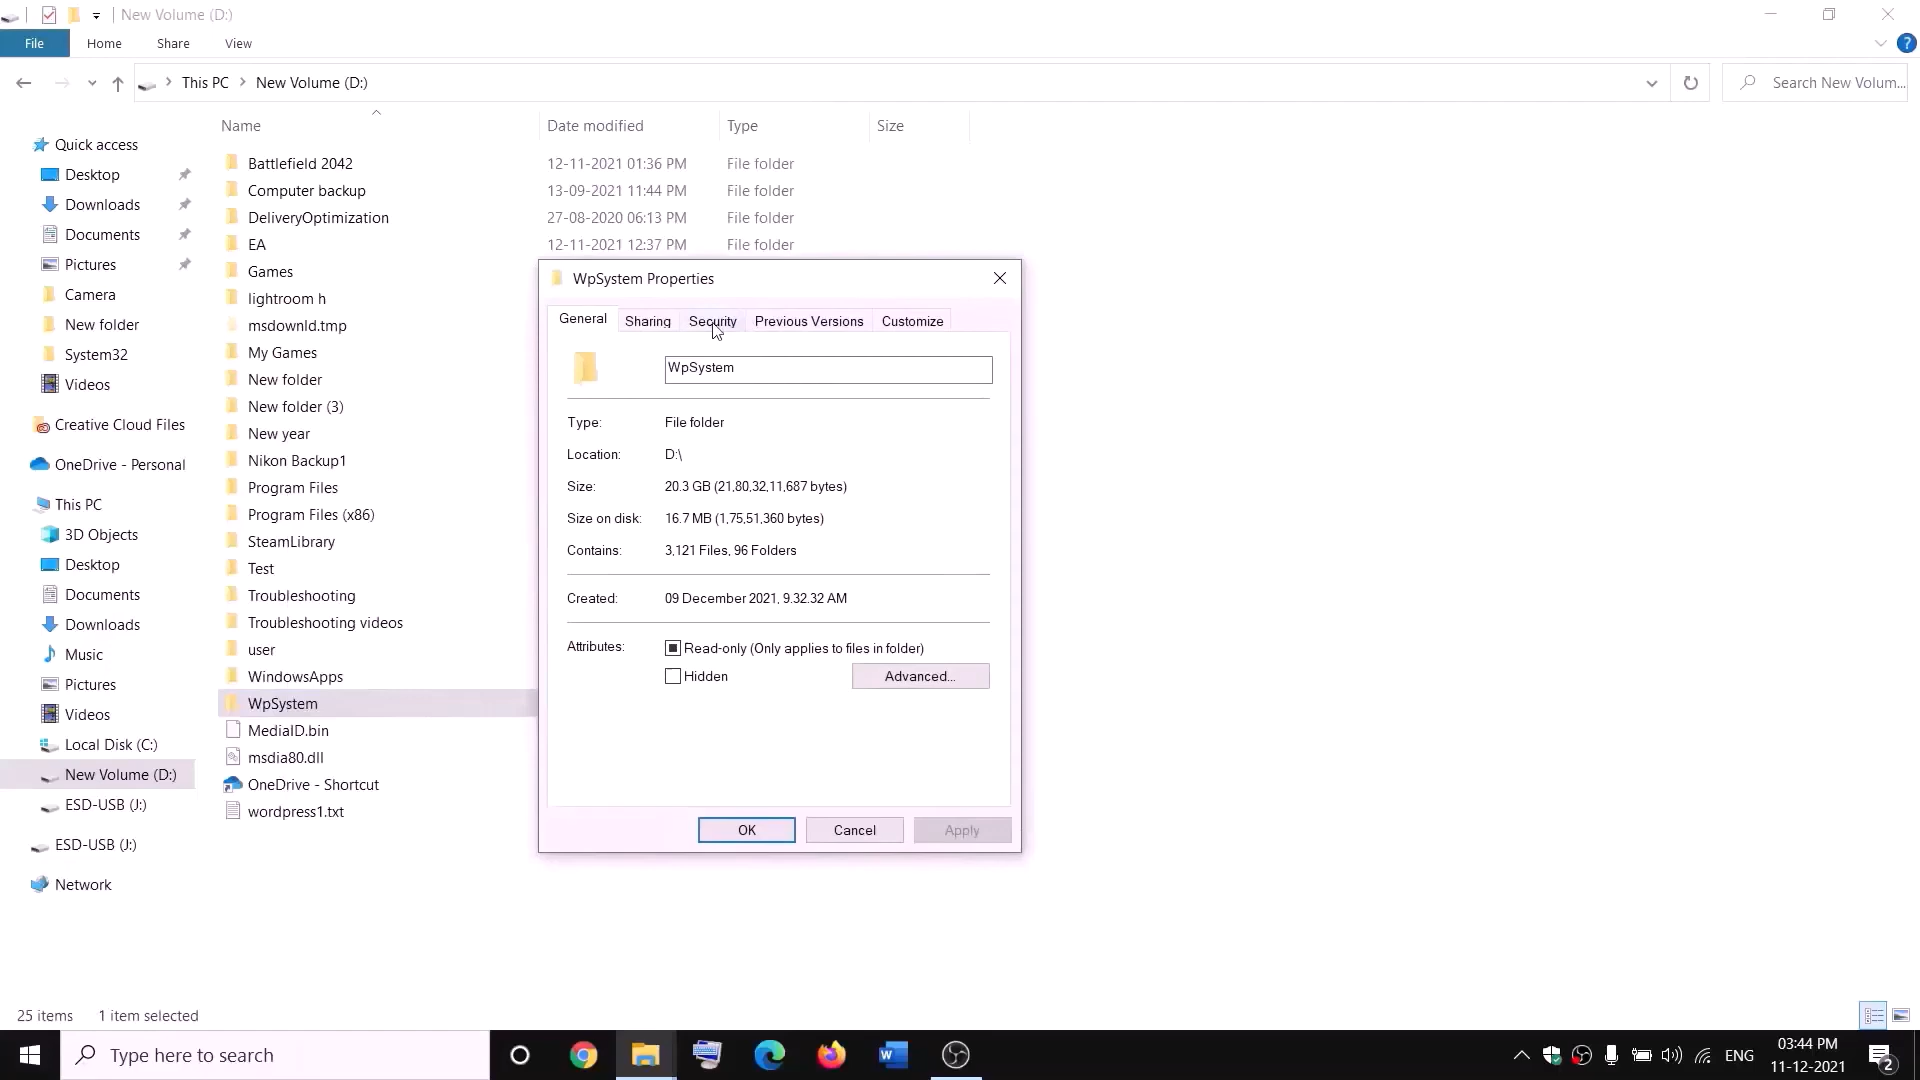 New Volume (D:)
File Home Share View
This PC New Volume (D:) Search New Volum...
Name Date modified Type Size
Quick access
Desktop
Downloads
Documents
Pictures
Camera
New folder
System32
Videos
Creative Cloud Files
OneDrive - Personal
This PC
3D Objects
Desktop
Documents
Downloads
Music
Pictures
Videos
Local Disk (C:)
New Volume (D:)
ESD-USB (J:)
ESD-USB (J:)
Network
Battlefield 2042 12-11-2021 01:36 PM File folder
Computer backup 13-09-2021 11:44 PM File folder
DeliveryOptimization 27-08-2020 06:13 PM File folder
EA 12-11-2021 12:37 PM File folder
Games
lightroom h
msdownld.tmp
My Games
New folder
New folder (3)
New year
Nikon Backup1
Program Files
Program Files (x86)
SteamLibrary
Test
Troubleshooting
Troubleshooting videos
user
WindowsApps
WpSystem
MediaID.bin
msdia80.dll
OneDrive - Shortcut
wordpress1.txt
WpSystem Properties
General Sharing Security Previous Versions Customize
WpSystem
Type: File folder
Location: D:\
Size: 20.3 GB (21,80,32,11,687 bytes)
Size on disk: 16.7 MB (1,75,51,360 bytes)
Contains: 3,121 Files, 96 Folders
Created: 09 December 2021, 9.32.32 AM
Attributes: Read-only (Only applies to files in folder)
Hidden Advanced...
OK Cancel Apply
25 items 1 item selected
Type here to search
ENG
03:44 PM
11-12-2021
2